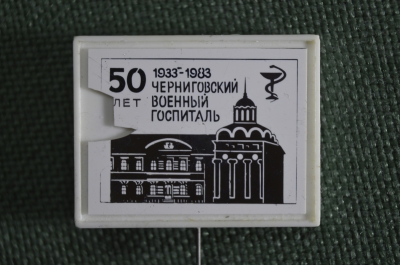 50 ЛЕТ
1933-1983
ЧЕРНИГОВСКИЙ
ВОЕННЫЙ
ГОСПИТАЛЬ